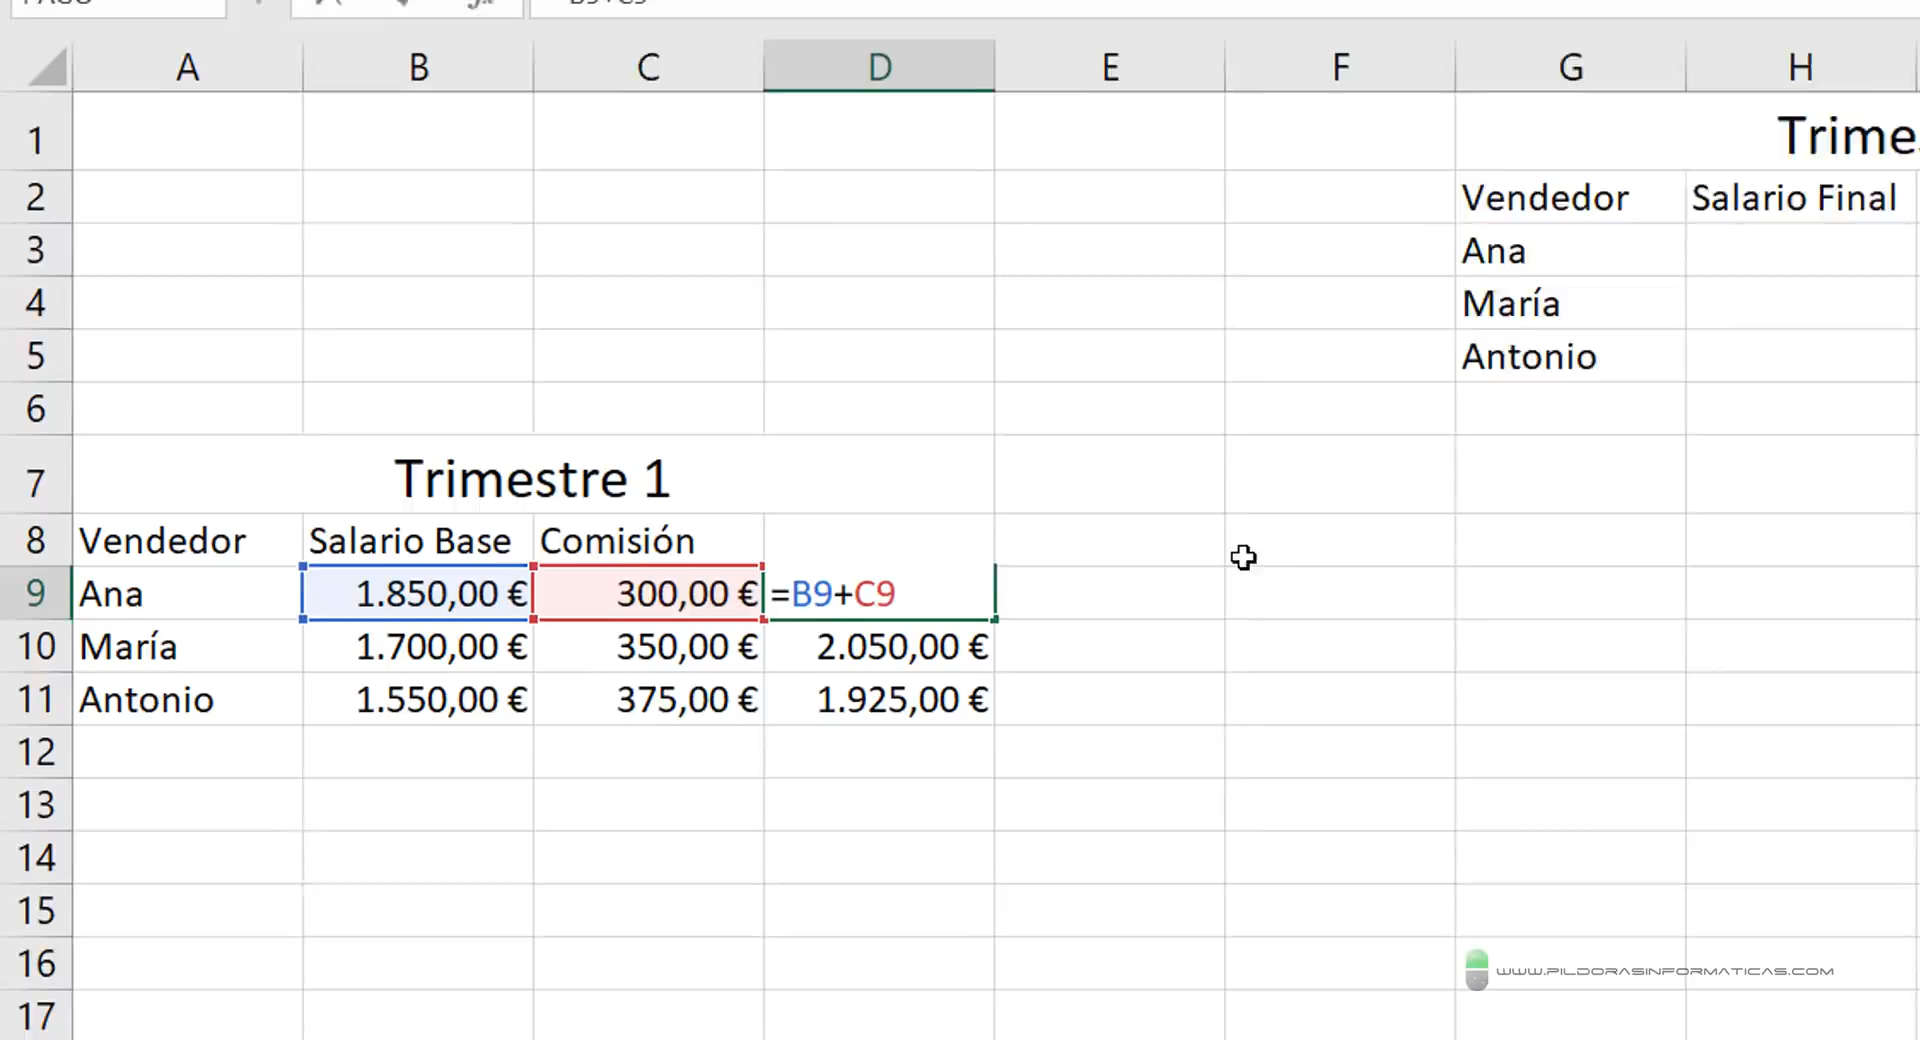 A B C D E F G H
1 Trimes
2 Vendedor Salario Final
3 Ana
4 María
5 Antonio
6
7 Trimestre 1
8 Vendedor Salario Base Comisión
9 Ana 1.850,00 € 300,00 € =B9+C9
10 María 1.700,00 € 350,00 € 2.050,00 €
11 Antonio 1.550,00 € 375,00 € 1.925,00 €
12
13
14
15
16
WWW.PILDORASINFORMATICAS.COM
17